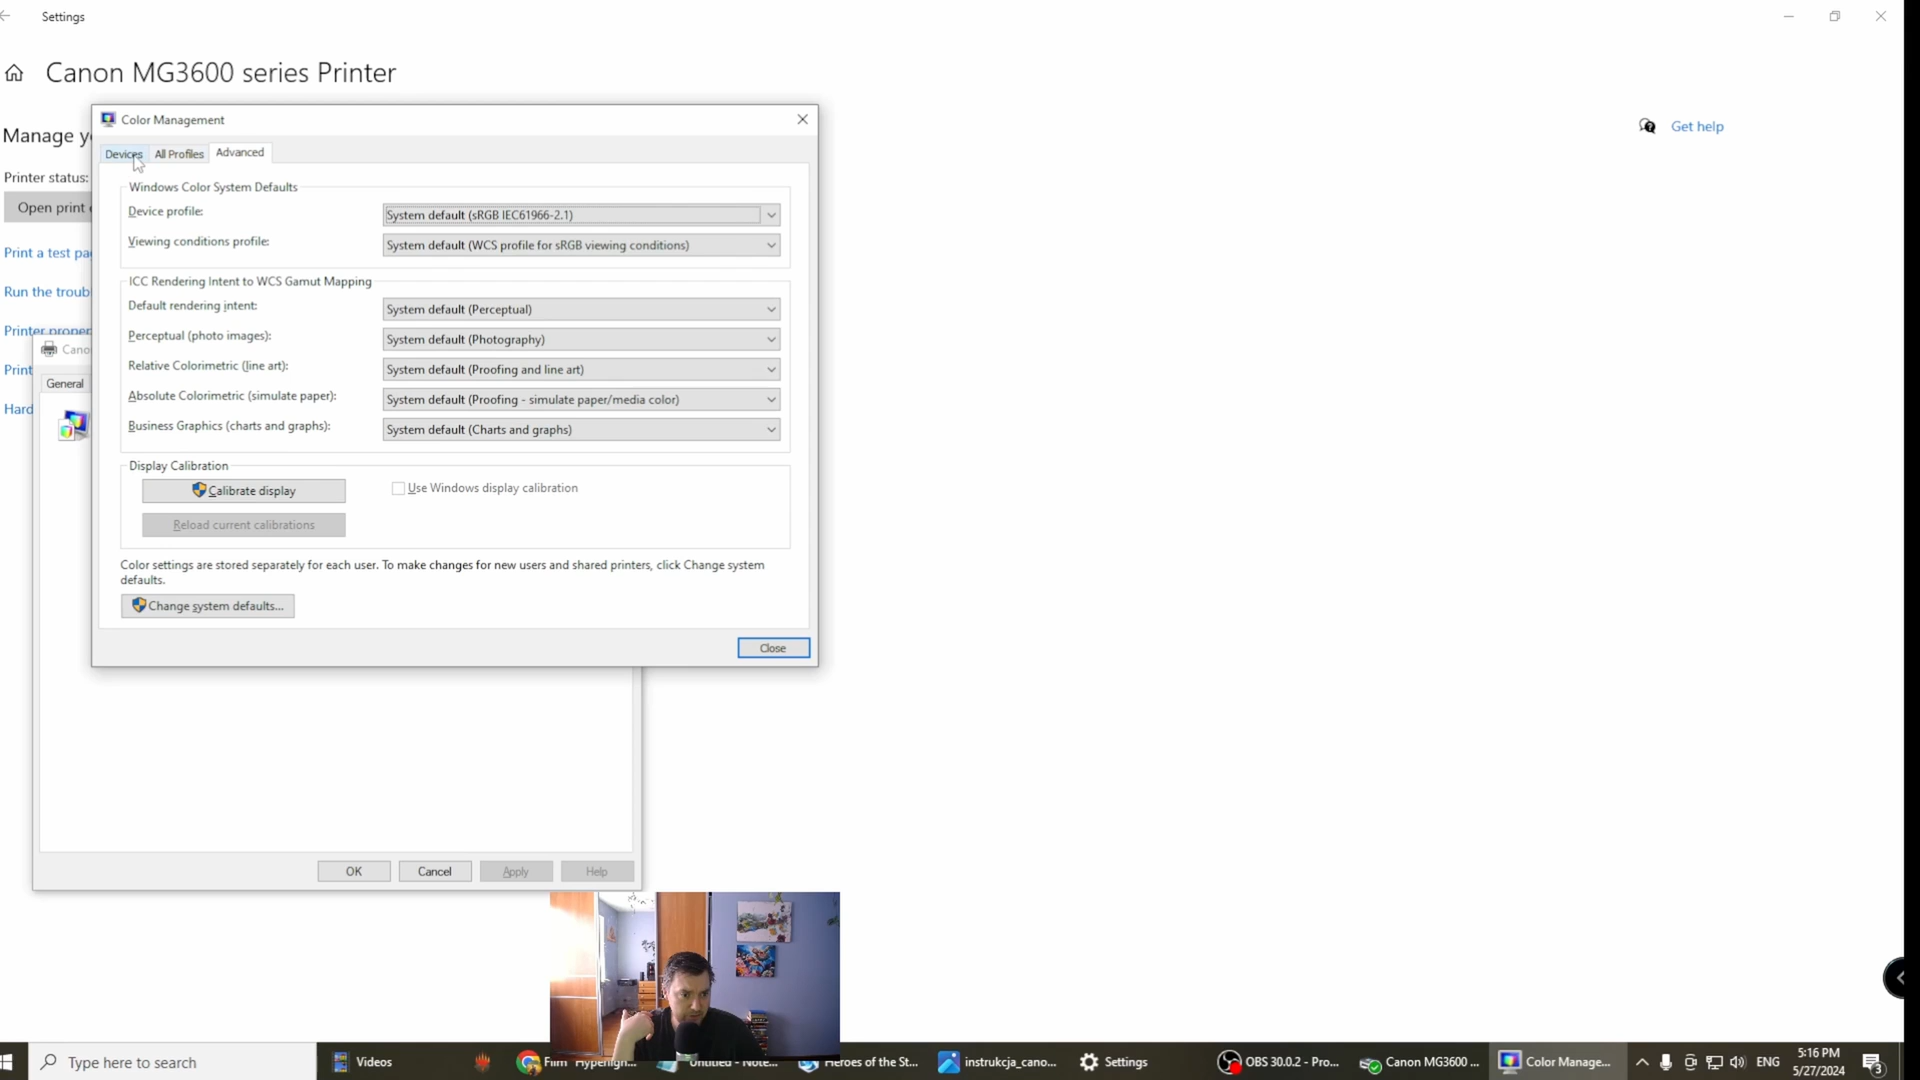 Settings
Canon MG3600 series Printer
Get help
Printer status:
Open print
Print a test
Color Management
Devices
All Profiles
Advanced
Windows Color System Defaults
Device profile:
System default (sRGB IEC61966-2.1)
Viewing conditions profile:
System default (WCS profile for sRGB viewing conditions)
ICC Rendering Intent to WCS Gamut Mapping
Default rendering intent:
System default (Perceptual)
Perceptual (photo images):
System default (Photography)
Relative Colorimetric (line art):
System default (Proofing and line art)
Absolute Colorimetric (simulate paper):
System default (Proofing - simulate paper/media color)
Business Graphics (charts and graphs):
System default (Charts and graphs)
Display Calibration
Calibrate display
Use Windows display calibration
Reload current calibrations
Color settings are stored separately for each user. To make changes for new users and shared printers, click Change system
defaults.
Change system defaults...
Close
Manage
Run the
Print
General
OK
Cancel
Apply
Help
Type here to search
Videos
Film
Heroes of the St...
instrukcja_cano...
Settings
OBS 30.0.2 - Pro...
Canon MG3600 ...
Color Manage...
ENG
5:16 PM
5/27/2024
3